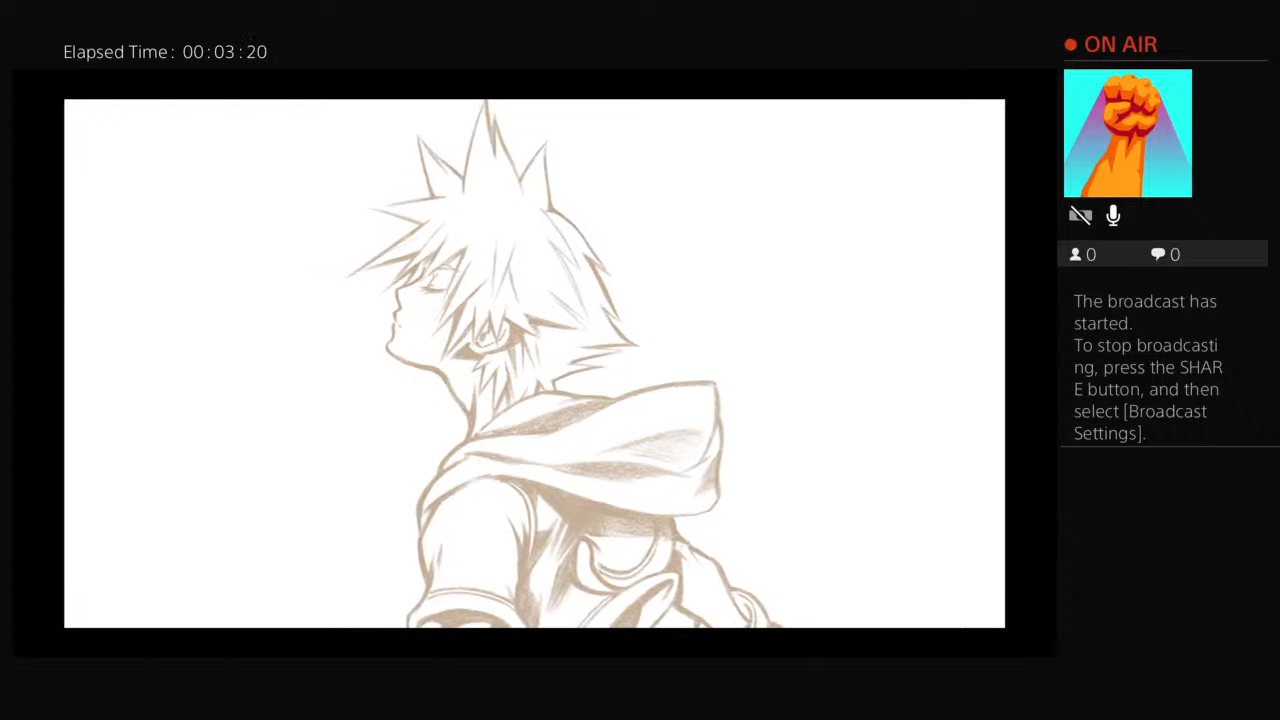 Elapsed Time: 00:03:20
ON AIR
0 0
The broadcast has
started.
To stop broadcasti
ng, press the SHAR
E button, and then
select [Broadcast
Settings].